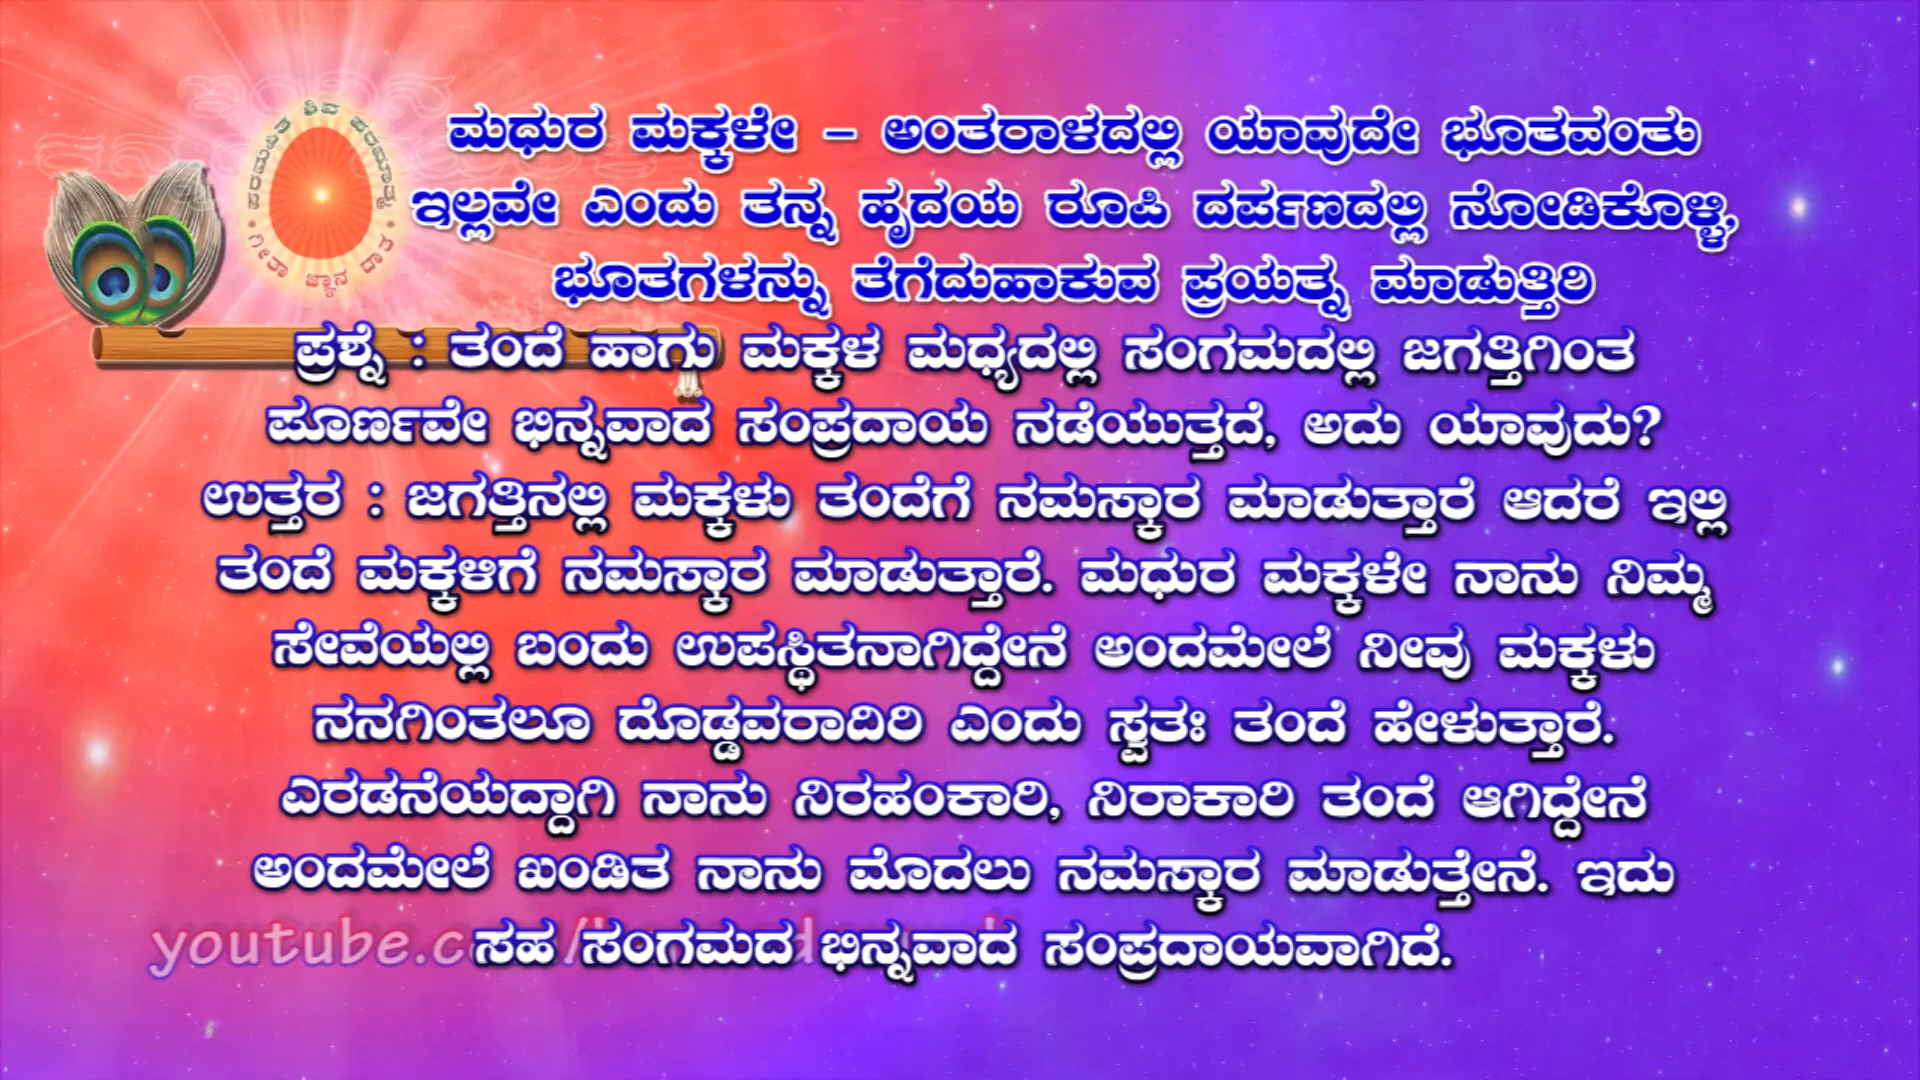 ಪರಮಪಿತ ಶಿವ ಪರಮಾತ್ಮ
ಗೀತಾ ಜ್ಞಾನ ದಾತ
ಮಧುರ ಮಕ್ಕಳೇ – ಅಂತರಾಳದಲ್ಲಿ ಯಾವುದೇ ಭೂತವಂತು
ಇಲ್ಲವೇ ಎಂದು ತನ್ನ ಹೃದಯ ರೂಪಿ ದರ್ಪಣದಲ್ಲಿ ನೋಡಿಕೊಳ್ಳಿ,
ಭೂತಗಳನ್ನು ತೆಗೆದುಹಾಕುವ ಪ್ರಯತ್ನ ಮಾಡುತ್ತಿರಿ
ಪ್ರಶ್ನೆ : ತಂದೆ ಹಾಗು ಮಕ್ಕಳ ಮಧ್ಯದಲ್ಲಿ ಸಂಗಮದಲ್ಲಿ ಜಗತ್ತಿಗಿಂತ
ಪೂರ್ಣವೇ ಭಿನ್ನವಾದ ಸಂಪ್ರದಾಯ ನಡೆಯುತ್ತದೆ, ಅದು ಯಾವುದು?
ಉತ್ತರ : ಜಗತ್ತಿನಲ್ಲಿ ಮಕ್ಕಳು ತಂದೆಗೆ ನಮಸ್ಕಾರ ಮಾಡುತ್ತಾರೆ ಆದರೆ ಇಲ್ಲಿ
ತಂದೆ ಮಕ್ಕಳಿಗೆ ನಮಸ್ಕಾರ ಮಾಡುತ್ತಾರೆ. ಮಧುರ ಮಕ್ಕಳೇ ನಾನು ನಿಮ್ಮ
ಸೇವೆಯಲ್ಲಿ ಬಂದು ಉಪಸ್ಥಿತನಾಗಿದ್ದೇನೆ ಅಂದಮೇಲೆ ನೀವು ಮಕ್ಕಳು
ನನಗಿಂತಲೂ ದೊಡ್ಡವರಾದಿರಿ ಎಂದು ಸ್ವತಃ ತಂದೆ ಹೇಳುತ್ತಾರೆ.
ಎರಡನೆಯದ್ದಾಗಿ ನಾನು ನಿರಹಂಕಾರಿ, ನಿರಾಕಾರಿ ತಂದೆ ಆಗಿದ್ದೇನೆ
ಅಂದಮೇಲೆ ಖಂಡಿತ ನಾನು ಮೊದಲು ನಮಸ್ಕಾರ ಮಾಡುತ್ತೇನೆ. ಇದು
ಸಹ ಸಂಗಮದ ಭಿನ್ನವಾದ ಸಂಪ್ರದಾಯವಾಗಿದೆ.